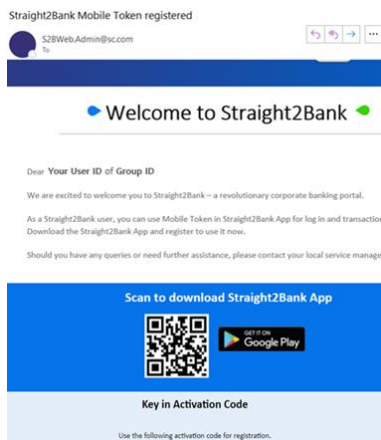 Straight2Bank Mobile Token registered
S2BWeb.Admin@sc.com
To
Welcome to Straight2Bank
Dear Your User ID of Group ID
We are excited to welcome you to Straight2Bank – a revolutionary corporate banking portal.
As a Straight2Bank user, you can use Mobile Token in Straight2Bank App for log in and transaction
Download the Straight2Bank App and register to use it now.
Should you have any queries or need further assistance, please contact your local service manage
Scan to download Straight2Bank App
GET IT ON
Google Play
Key in Activation Code
Use the following activation code for registration.